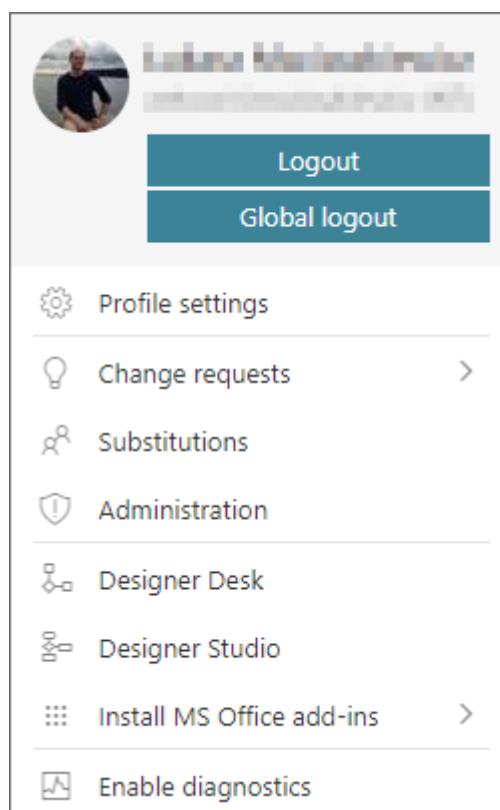 Logout
Global logout
Profile settings
Change requests
Substitutions
Administration
Designer Desk
Designer Studio
Install MS Office add-ins
Enable diagnostics